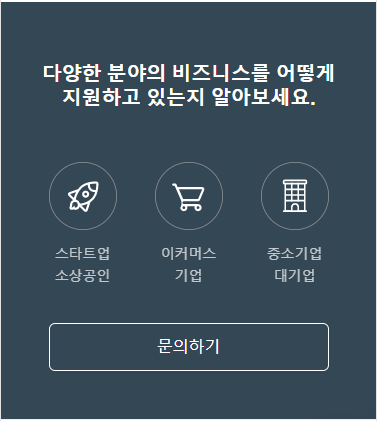 다양한 분야의 비즈니스를 어떻게
지원하고 있는지 알아보세요.
스타트업
소상공인
이커머스
기업
중소기업
대기업
문의하기